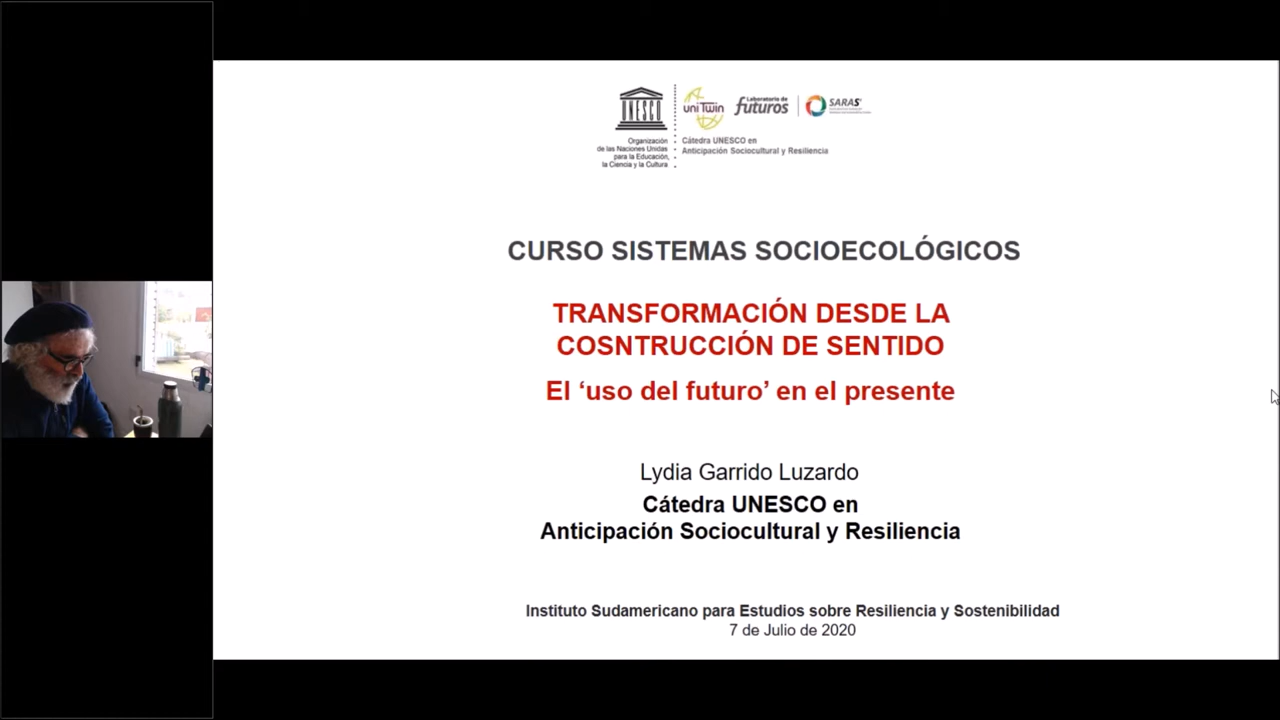 UNESCO
Organización
de las Naciones Unidas
para la Educación,
la Ciencia y la Cultura
uni Twin
Laboratorio de
futuros
SARAS
Cátedra UNESCO en
Anticipación Sociocultural y Resiliencia
CURSO SISTEMAS SOCIOECOLÓGICOS
TRANSFORMACIÓN DESDE LA
COSNTRUCCIÓN DE SENTIDO
El ‘uso del futuro’ en el presente
Lydia Garrido Luzardo
Cátedra UNESCO en
Anticipación Sociocultural y Resiliencia
Instituto Sudamericano para Estudios sobre Resiliencia y Sostenibilidad
7 de Julio de 2020